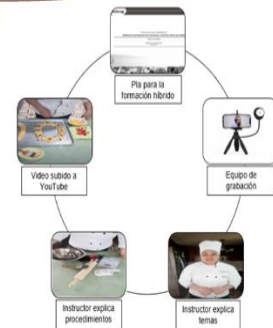 Pla para la
formación híbrido
Equipo de
grabación
Instructor explica
temas
Instructor explica
procedimientos
Video subido a
YouTube